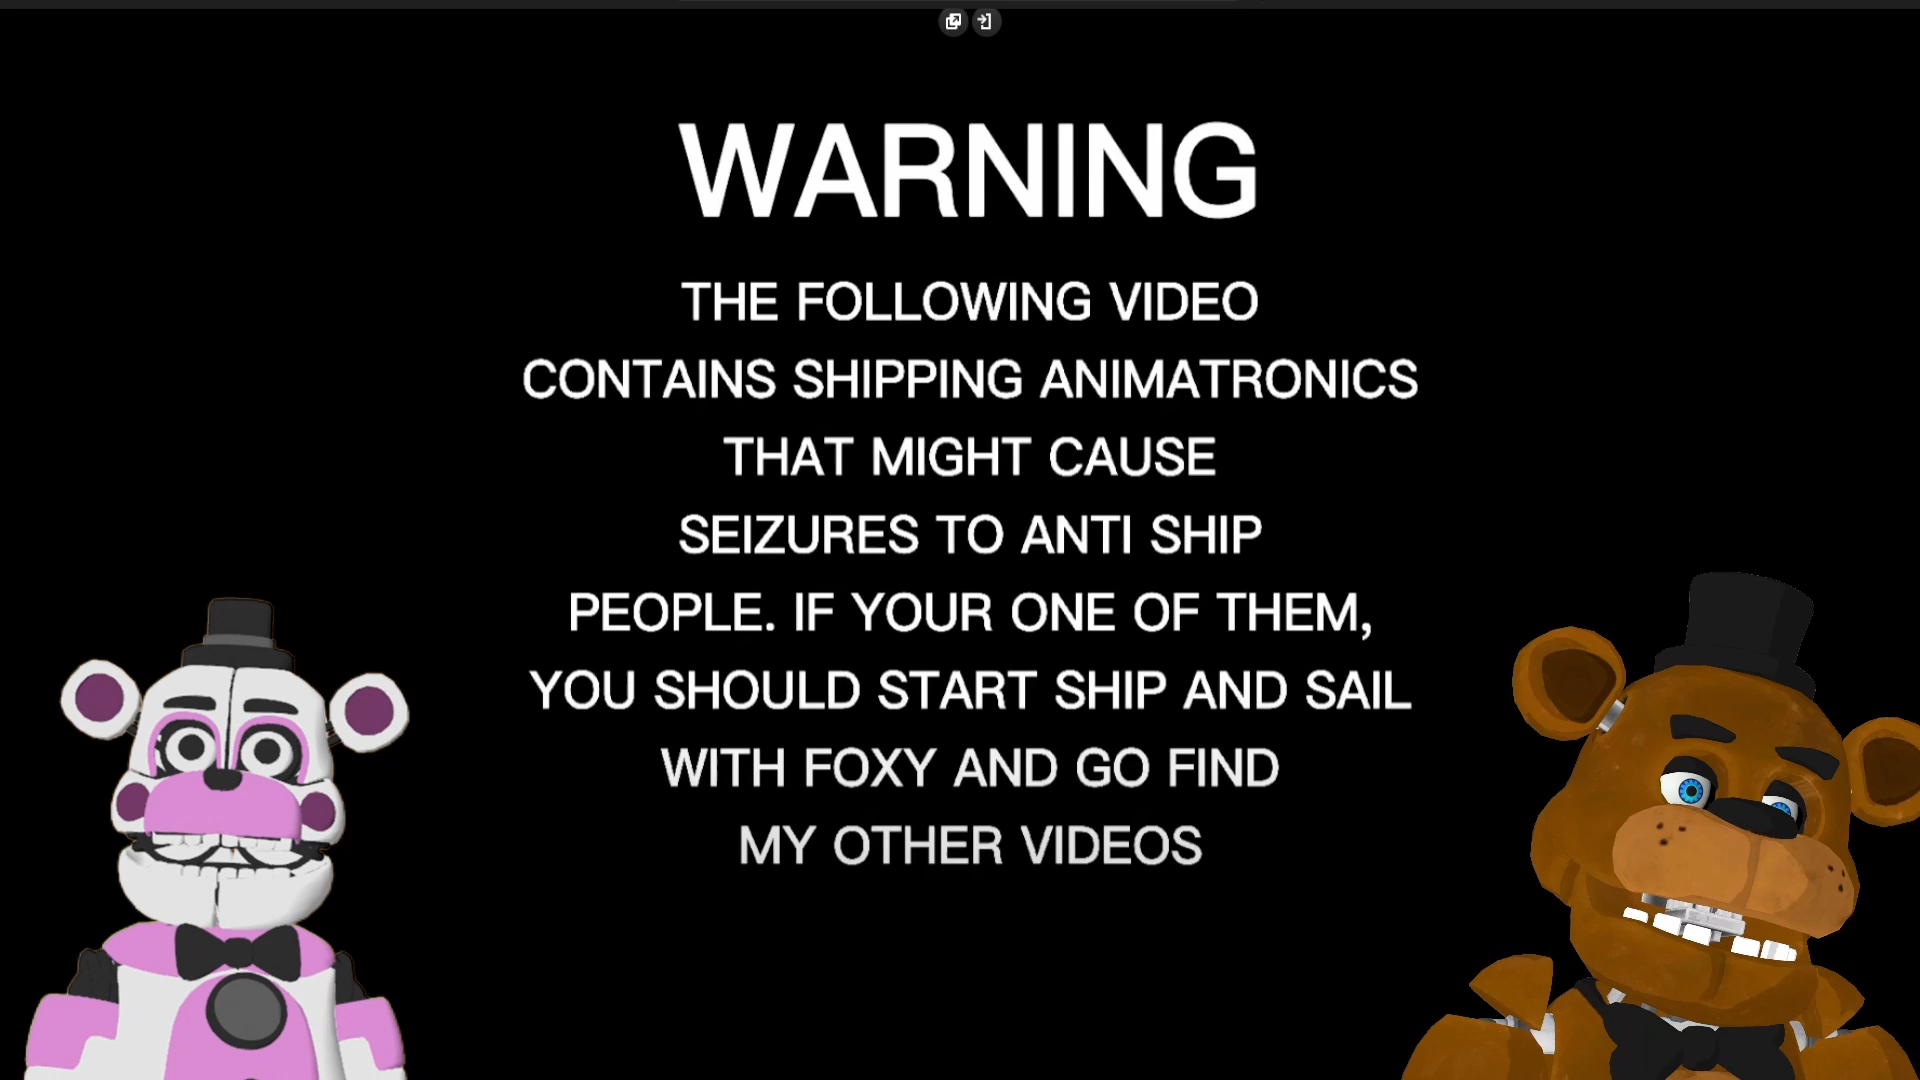 WARNING
THE FOLLOWING VIDEO
CONTAINS SHIPPING ANIMATRONICS
THAT MIGHT CAUSE
SEIZURES TO ANTI SHIP
PEOPLE. IF YOUR ONE OF THEM,
YOU SHOULD START SHIP AND SAIL
WITH FOXY AND GO FIND
MY OTHER VIDEOS